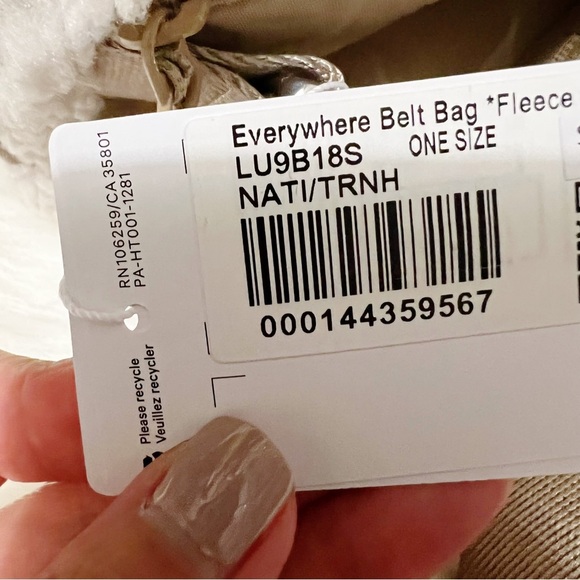 Everywhere Belt Bag *Fleece
LU9B18S ONE SIZE
NATI/TRNH
000144359567
RN106259/CA35801
PA-HT001-1281
Please recycle
Veuillez recycler